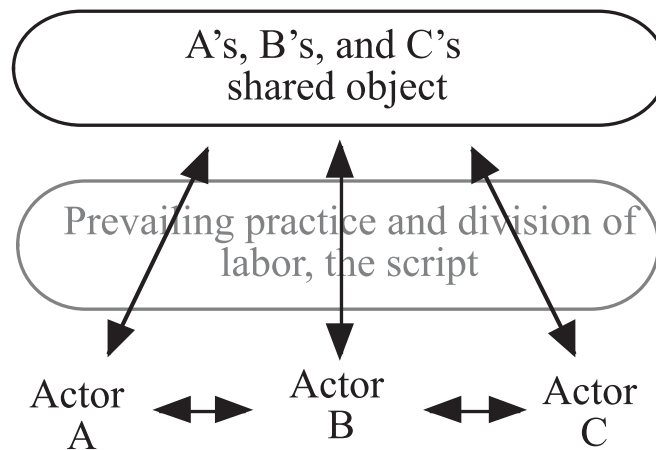 A’s, B’s, and C’s
shared object
Prevailing practice and division of
labor, the script
Actor
A
Actor
B
Actor
C